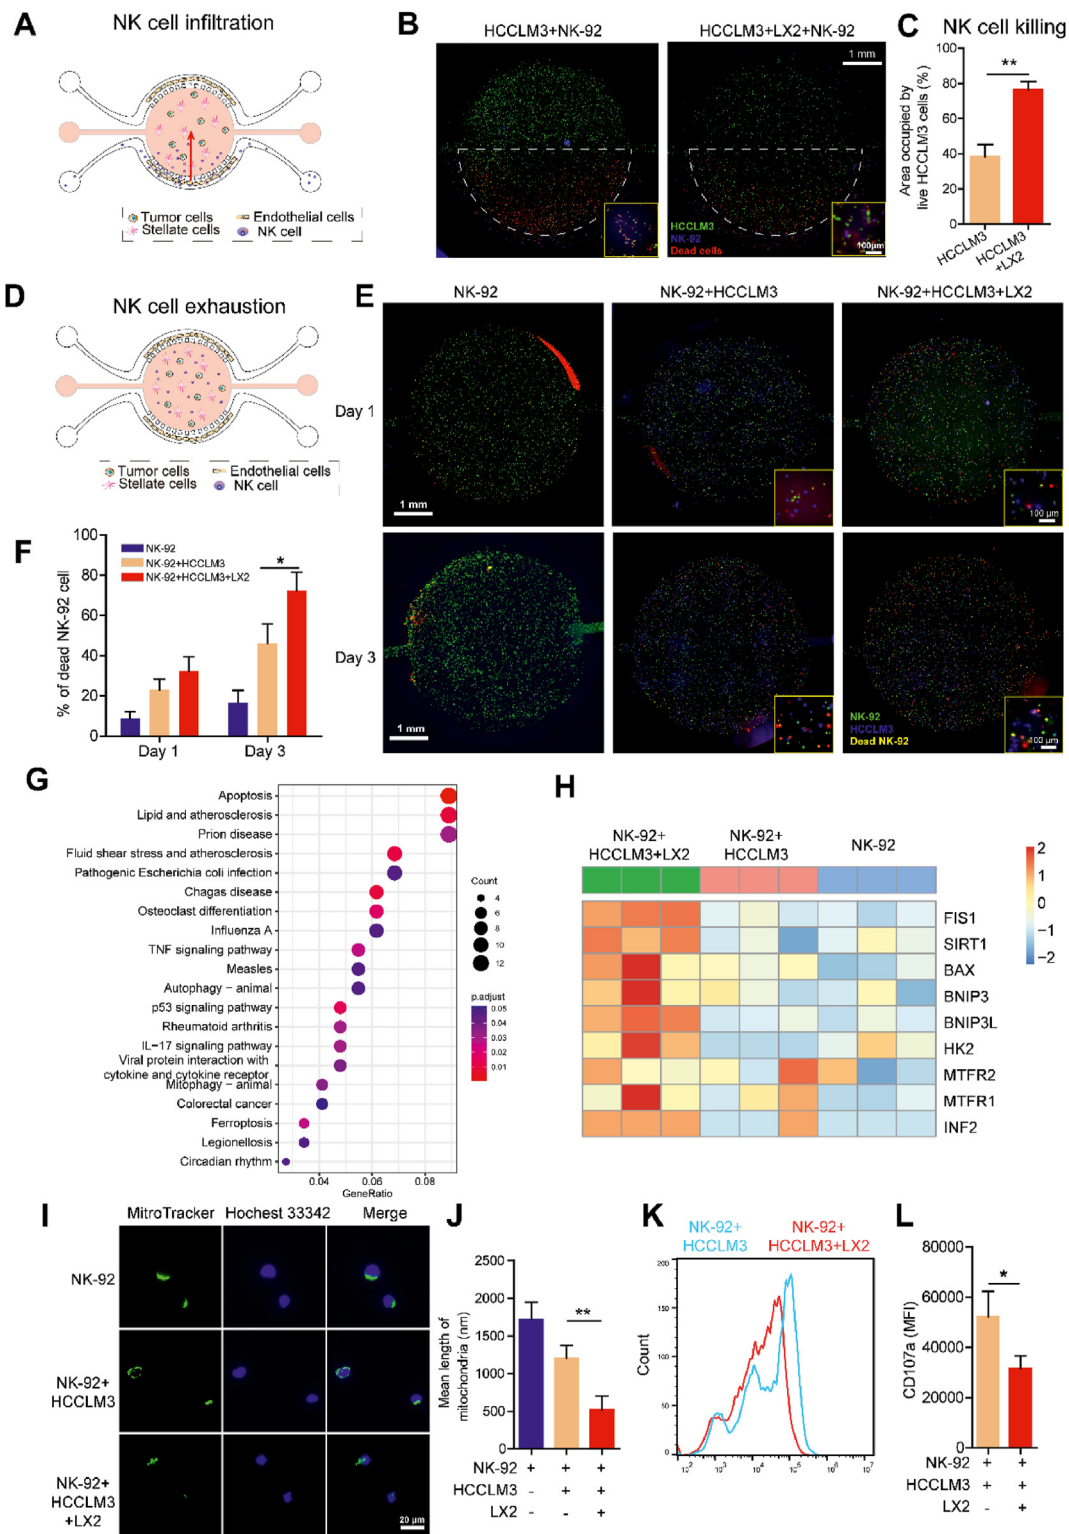 A
NK cell infiltration
Tumor cells
Endothelial cells
Stellate cells
NK cell
B
HCCLM3+NK-92
HCCLM3+LX2+NK-92
1 mm
HCCLM3
NK-92
Dead cells
100μm
C
NK cell killing
Area occupied by
live HCCLM3 cells (%)
100
80
60
40
20
0
**
HCCLM3
HCCLM3
+LX2
D
NK cell exhaustion
Tumor cells
Endothelial cells
Stellate cells
NK cell
E
NK-92
NK-92+HCCLM3
NK-92+HCCLM3+LX2
Day 1
1 mm
100 μm
Day 3
1 mm
NK-92
HCCLM3
Dead NK-92
100 μm
F
% of dead NK-92 cell
100
80
60
40
20
0
NK-92
NK-92+HCCLM3
NK-92+HCCLM3+LX2
*
Day 1
Day 3
G
Apoptosis
Lipid and atherosclerosis
Prion disease
Fluid shear stress and atherosclerosis
Pathogenic Escherichia coli infection
Chagas disease
Osteoclast differentiation
Influenza A
TNF signaling pathway
Measles
Autophagy − animal
p53 signaling pathway
Rheumatoid arthritis
IL−17 signaling pathway
Viral protein interaction with
cytokine and cytokine receptor
Mitophagy − animal
Colorectal cancer
Ferroptosis
Legionellosis
Circadian rhythm
0.04
0.06
0.08
GeneRatio
Count
4
6
8
10
12
p.adjust
0.05
0.04
0.03
0.02
0.01
H
NK-92+
HCCLM3+LX2
NK-92+
HCCLM3
NK-92
FIS1
SIRT1
BAX
BNIP3
BNIP3L
HK2
MTFR2
MTFR1
INF2
2
1
0
−1
−2
I
MitroTracker
Hochest 33342
Merge
NK-92
NK-92+
HCCLM3
NK-92+
HCCLM3
+LX2
20 μm
J
Mean length of
mitochondria (nm)
2500
2000
1500
1000
500
0
**
NK-92 + + +
HCCLM3 - + +
LX2 - - +
K
NK-92+
HCCLM3
NK-92+
HCCLM3+LX2
Count
200
150
100
50
0
10² 10³ 10⁴ 10⁵ 10⁶ 10⁷
L
CD107a (MFI)
80000
60000
40000
20000
0
*
NK-92 + +
HCCLM3 + +
LX2 - +